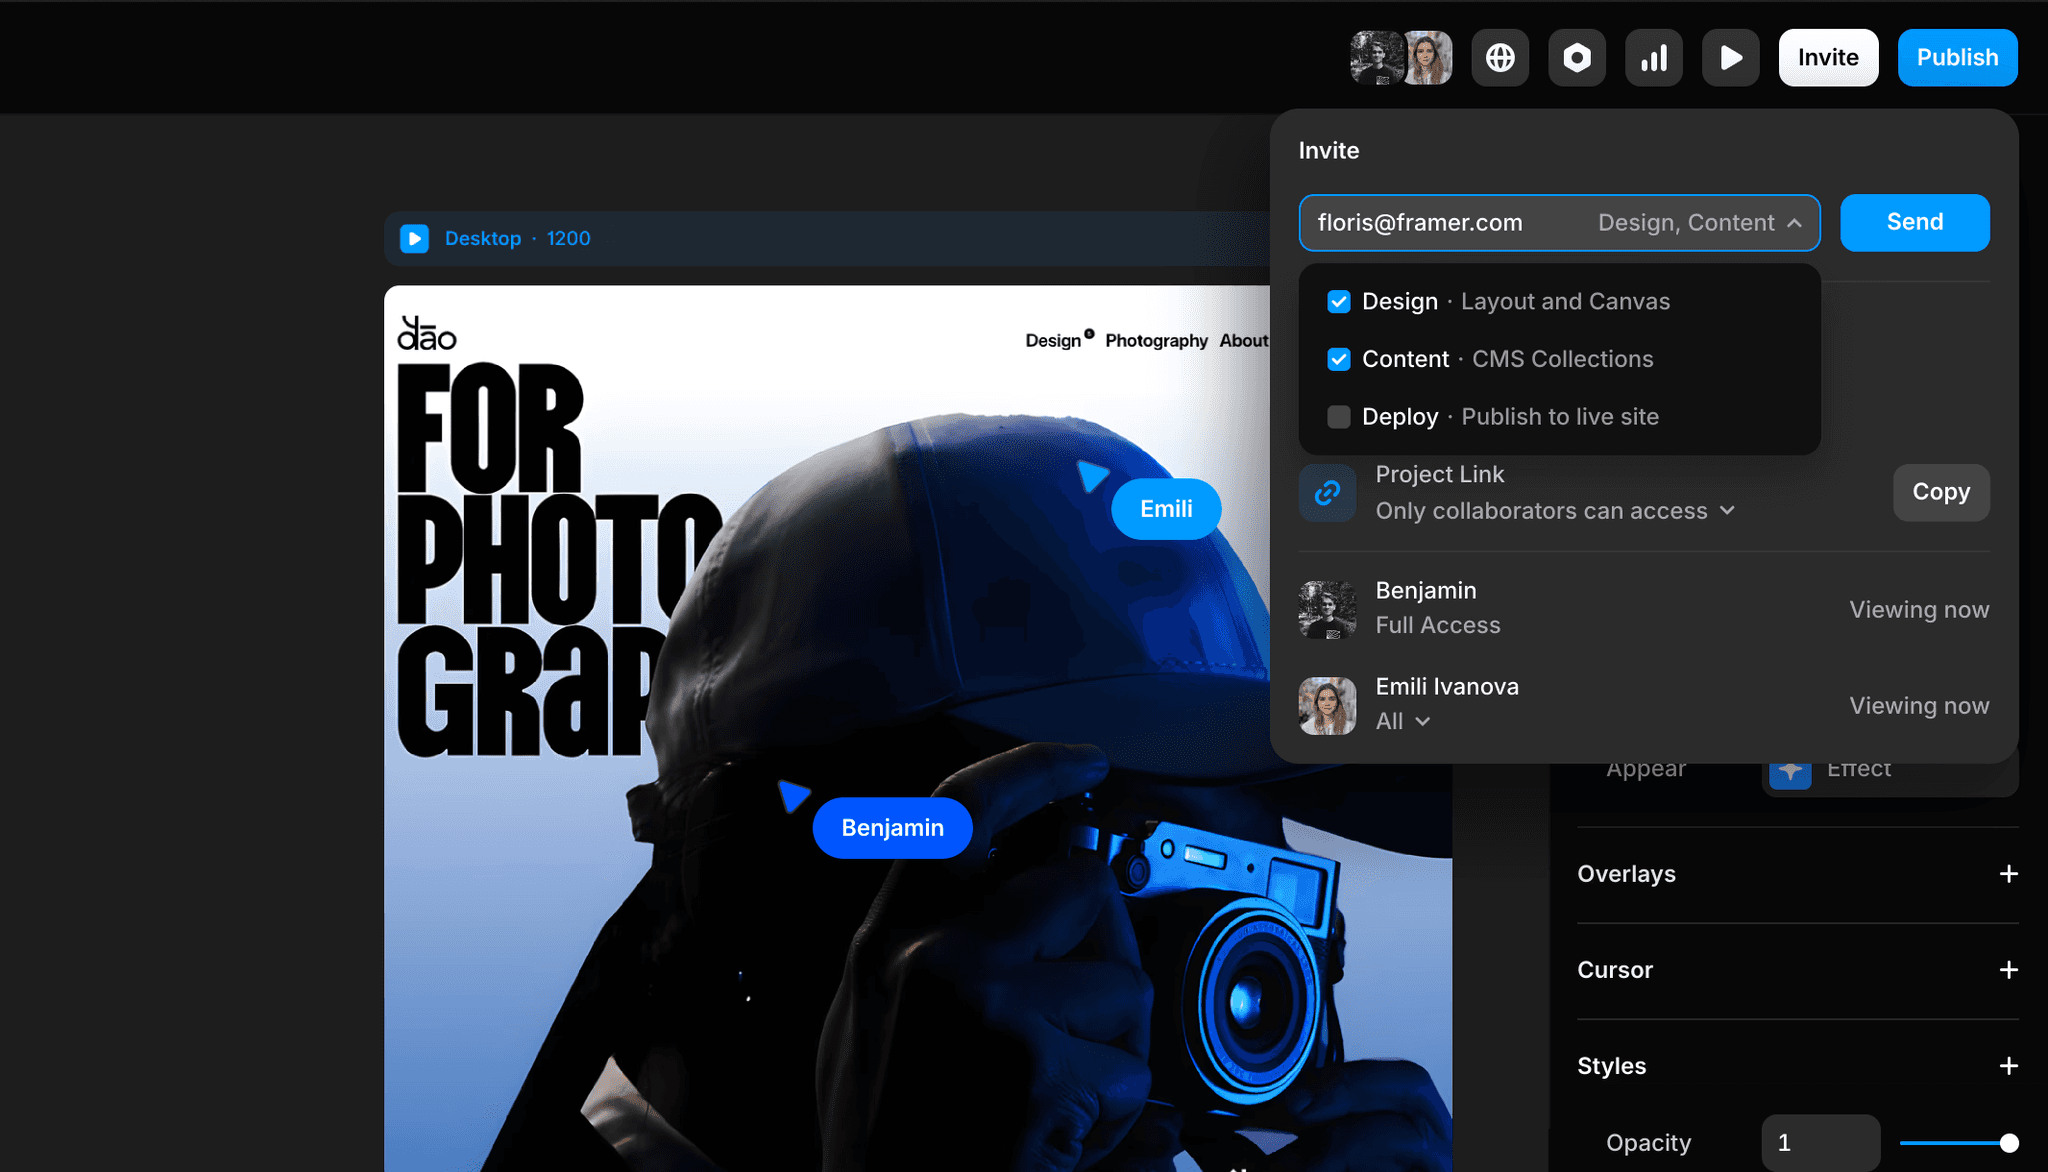 Invite
Publish
Invite
floris@framer.com Design, Content
Send
Design · Layout and Canvas
Content · CMS Collections
Deploy · Publish to live site
Project Link
Only collaborators can access
Copy
Benjamin
Full Access
Viewing now
Emili Ivanova
All
Viewing now
Desktop · 1200
ydāo
Design Photography About
FOR
PHOTO
GRAP
Emili
Benjamin
Appear
Effect
Overlays
Cursor
Styles
Opacity
1